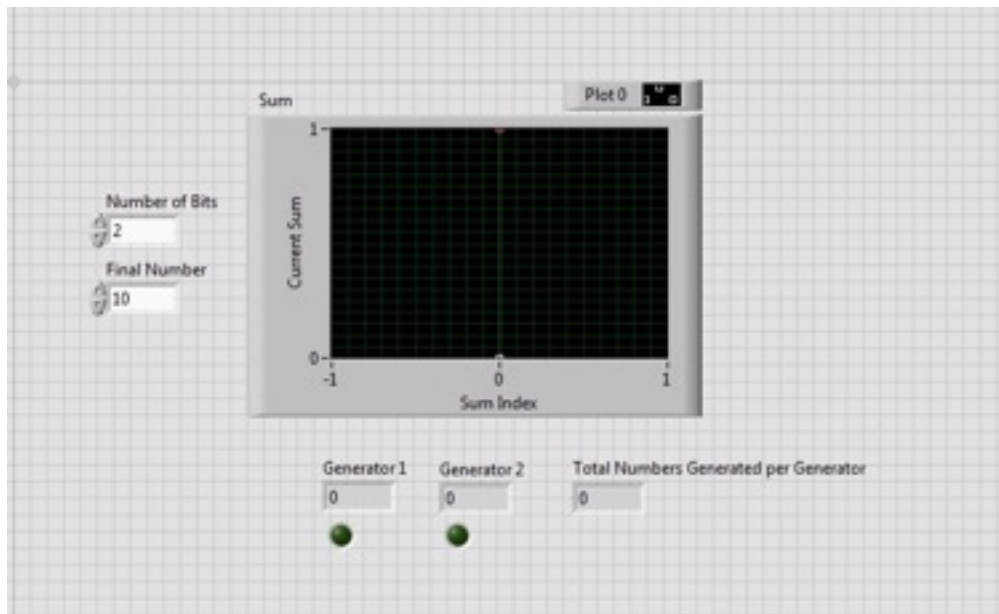 Sum
Plot 0
Number of Bits
2
Final Number
10
Current Sum
1
0
-1 0 1
Sum Index
Generator 1 Generator 2 Total Numbers Generated per Generator
0 0 0